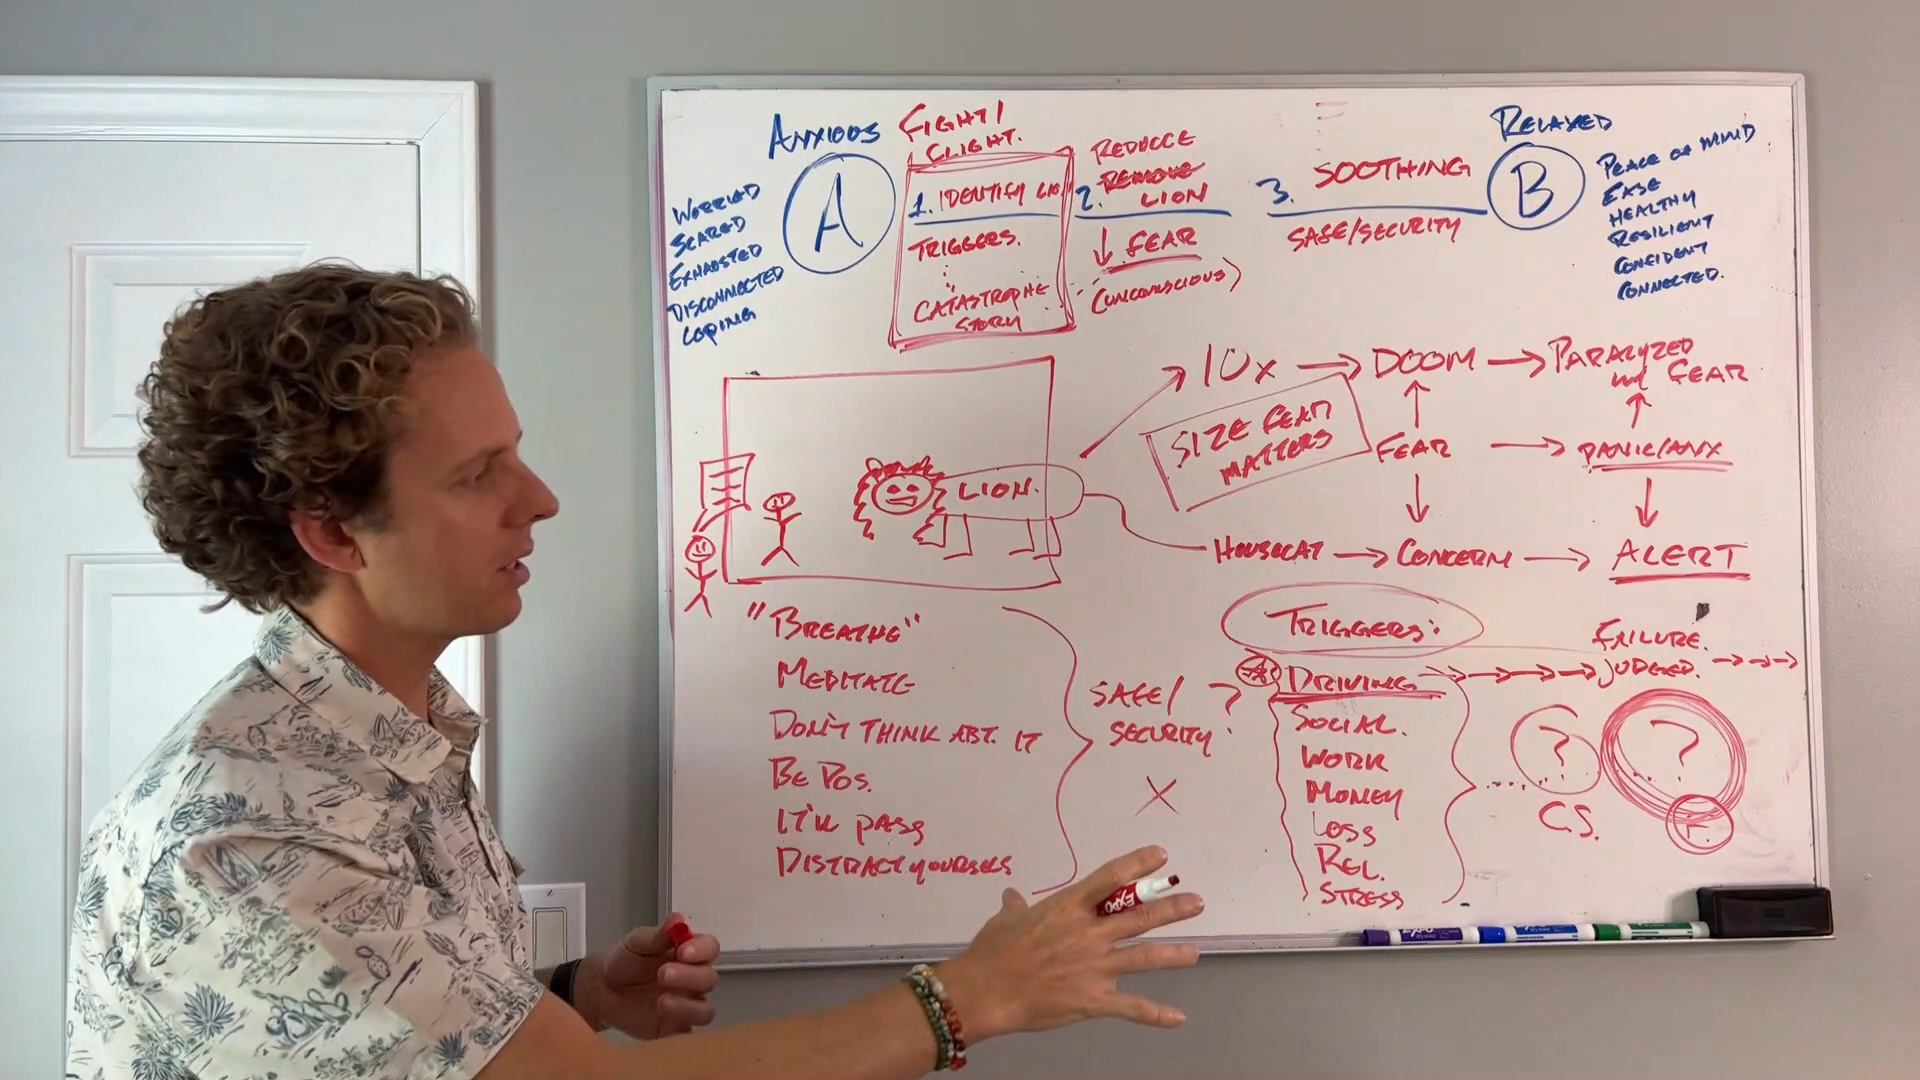 ANXIOUS
A
WORRIED
SCARED
EXHAUSTED
DISCONNECTED
COPING
FIGHT/
FLIGHT.
1. IDENTIFY LION
TRIGGERS.
CATASTROPHE
STORY
REDUCE
REMOVE
2. LION
↓ FEAR
(UNCONSCIOUS)
3. SOOTHING
SAFE/SECURITY
RELAXED
B
PEACE OF MIND
EASE
HEALTHY
RESILIENT
CONFIDENT
CONNECTED.
LION.
10x → DOOM → PARALYZED
w/ FEAR
SIZE FEAR
MATTERS
FEAR → PANIC/ANX
HOUSECAT → CONCERN → ALERT
"BREATHE"
MEDITATE
DON'T THINK ABT. IT
BE POS.
IT'LL PASS
DISTRACT YOURSELF
SAFE/
SECURITY ?
X
TRIGGERS:
DRIVING
SOCIAL.
WORK
MONEY
LOSS
REL.
STRESS
FAILURE.
JUDGED.
?
C.S.
?
EXPO
EXPO